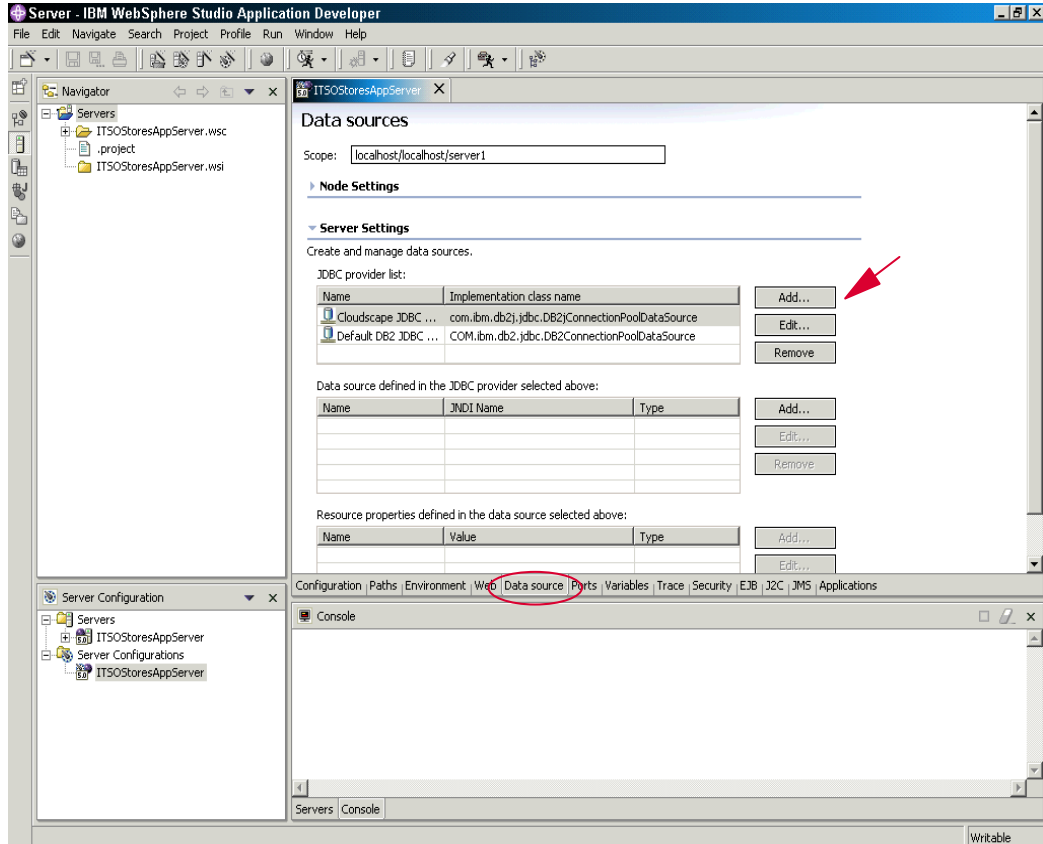 Server - IBM WebSphere Studio Application Developer
File Edit Navigate Search Project Profile Run Window Help
Navigator
Servers
ITSOStoresAppServer.wsc
.project
ITSOStoresAppServer.wsi
ITSOStoresAppServer
Data sources
Scope: localhost/localhost/server1
Node Settings
Server Settings
Create and manage data sources.
JDBC provider list:
Name Implementation class name
Cloudscape JDBC ... com.ibm.db2j.jdbc.DB2jConnectionPoolDataSource
Default DB2 JDBC ... COM.ibm.db2.jdbc.DB2ConnectionPoolDataSource
Add...
Edit...
Remove
Data source defined in the JDBC provider selected above:
Name JNDI Name Type
Add...
Edit...
Remove
Resource properties defined in the data source selected above:
Name Value Type
Add...
Edit...
Configuration Paths Environment Web Data source Ports Variables Trace Security EJB J2C JMS Applications
Server Configuration
Servers
5.0 ITSOStoresAppServer
Server Configurations
5.0 ITSOStoresAppServer
Console
Servers Console
Writable